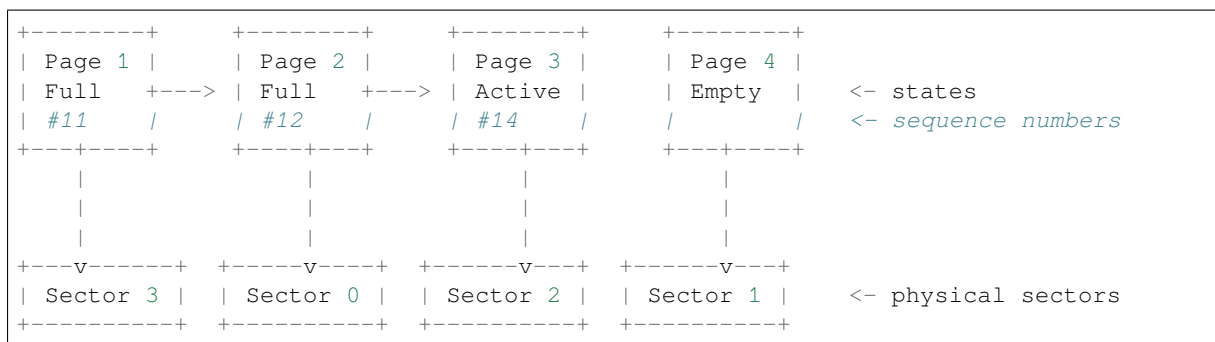 +--------+     +--------+     +--------+     +--------+
| Page 1 |     | Page 2 |     | Page 3 |     | Page 4 |
| Full   +---> | Full   +---> | Active |     | Empty  |   <- states
| #11    |     | #12    |     | #14    |     |        |   <- sequence numbers
+---+----+     +----+---+     +----+---+     +---+----+
    |               |              |             |
    |               |              |             |
    |               |              |             |
+---v------+  +-----v----+  +------v---+  +------v---+
| Sector 3 |  | Sector 0 |  | Sector 2 |  | Sector 1 |    <- physical sectors
+----------+  +----------+  +----------+  +----------+